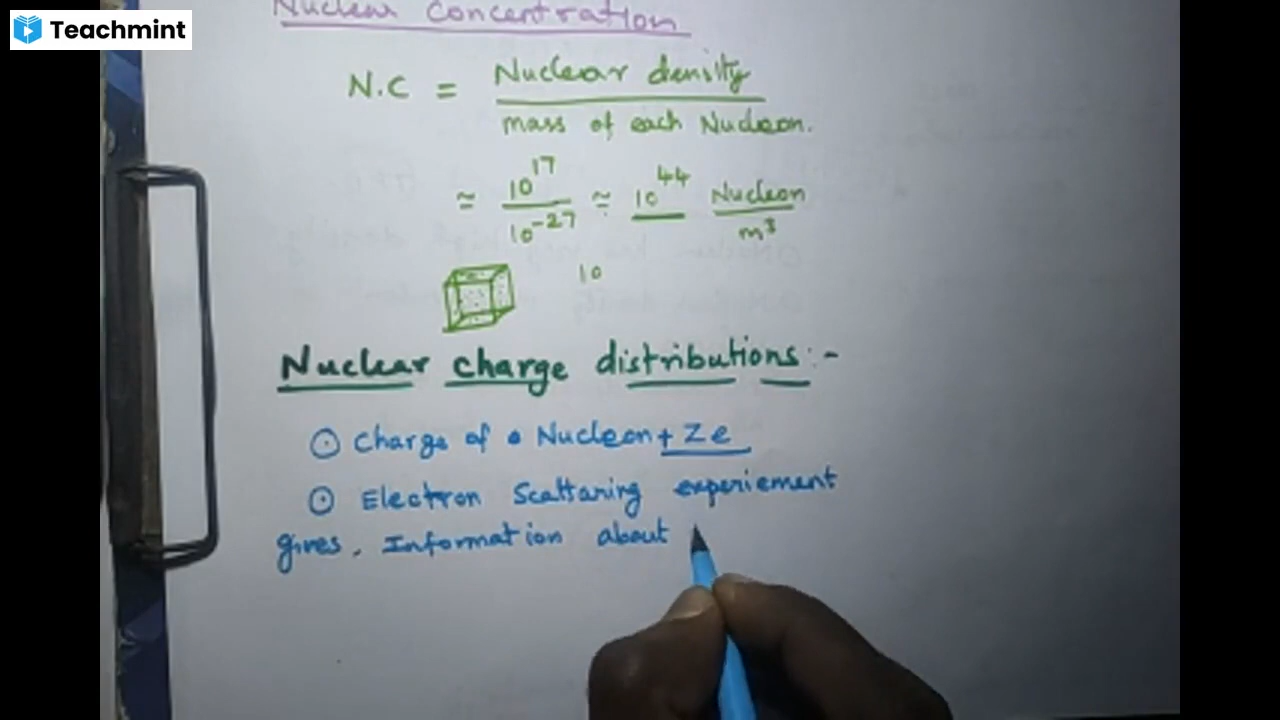 Teachmint
Nuclear Concentration
N.C = Nuclear density
mass of each Nucleon.
≃ 10^17 / 10^-27 ≃ 10^44 Nucleon / m³
10
Nuclear charge distributions :-
⊙ Charge of a Nucleon + Ze
⊙ Electron Scattaring experiement
gives. Information about